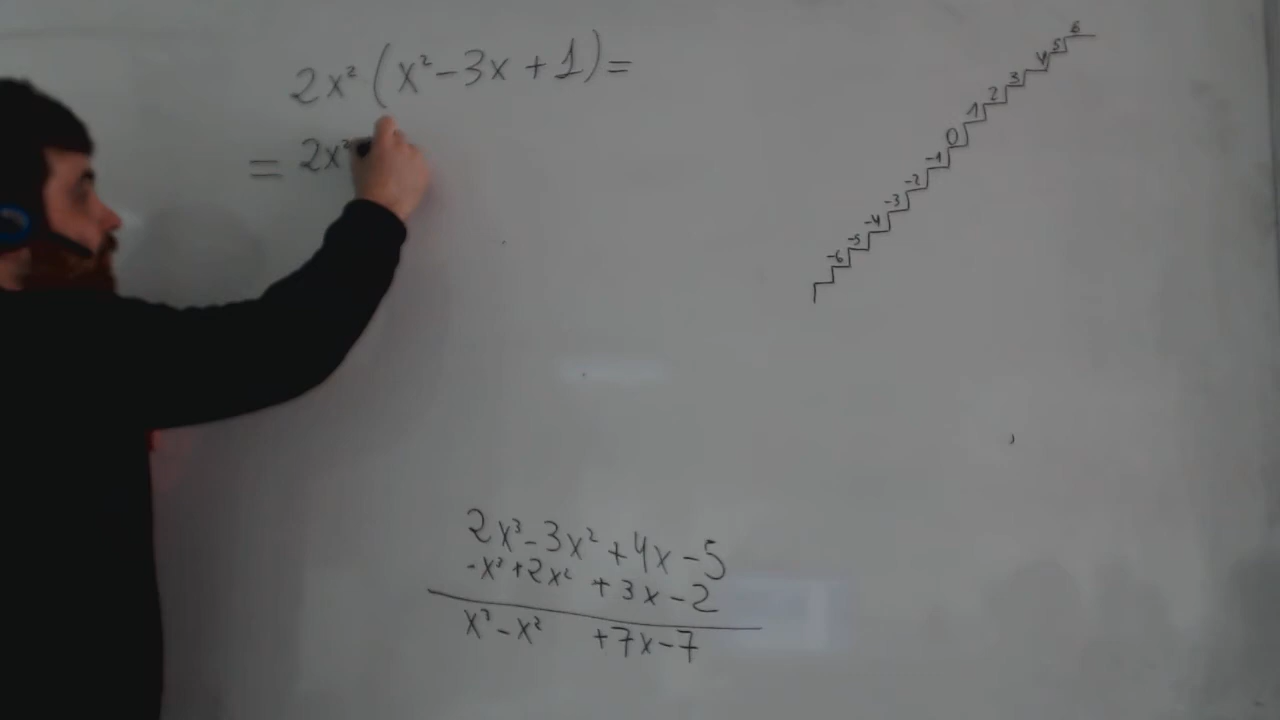 2x² (x² - 3x + 1) =
= 2x²
6
5
4
3
2
1
0
-1
-2
-3
-4
-5
-6
2x³ - 3x² + 4x - 5
-x³ + 2x² + 3x - 2
x³ - x² + 7x - 7